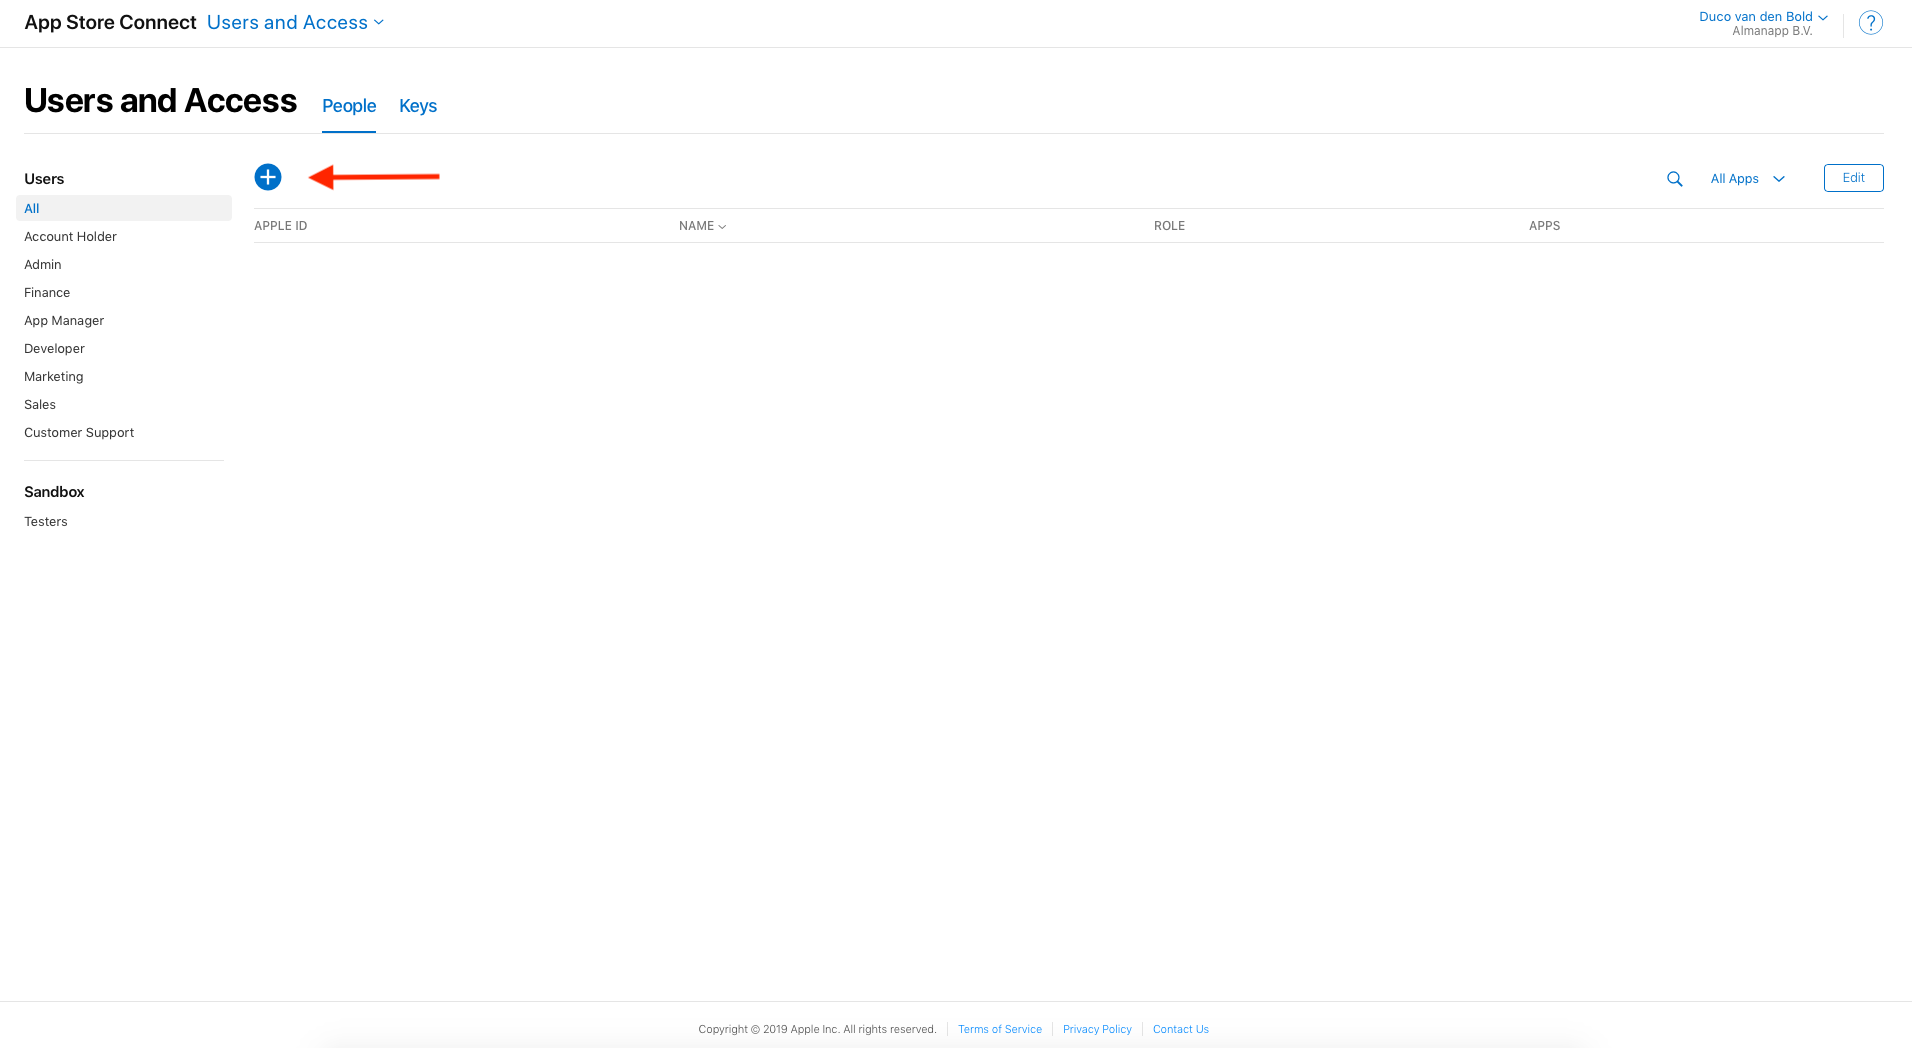 App Store Connect Users and Access
Duco van den Bold
Almanapp B.V.
?
Users and Access People Keys
Users
All Apps
Edit
All
APPLE ID NAME ROLE APPS
Account Holder
Admin
Finance
App Manager
Developer
Marketing
Sales
Customer Support
Sandbox
Testers
Copyright © 2019 Apple Inc. All rights reserved. Terms of Service Privacy Policy Contact Us